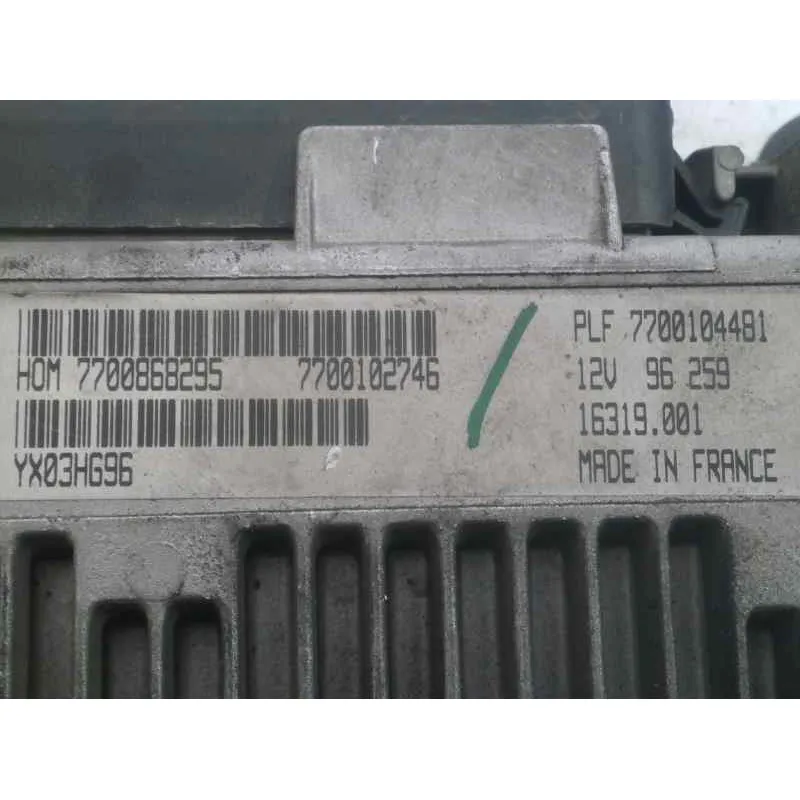 HOM 7700868295 7700102746
YX03HG96
PLF 7700104481
12V 96 259
16319.001
MADE IN FRANCE